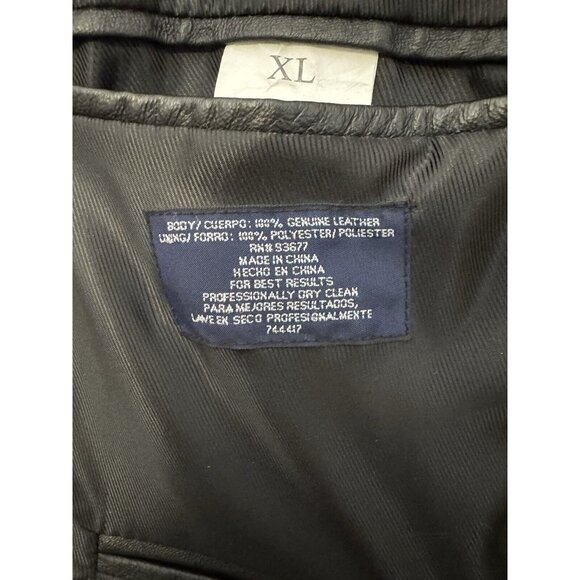 XL
BODY/ CUERPO: 100% GENUINE LEATHER
LINING/ FORRO: 100% POLYESTER/ POLIESTER
RN# 93677
MADE IN CHINA
HECHO EN CHINA
FOR BEST RESULTS
PROFESSIONALLY DRY CLEAN
PARA MEJORES RESULTADOS,
LAVE EN SECO PROFESIONALMENTE
744417